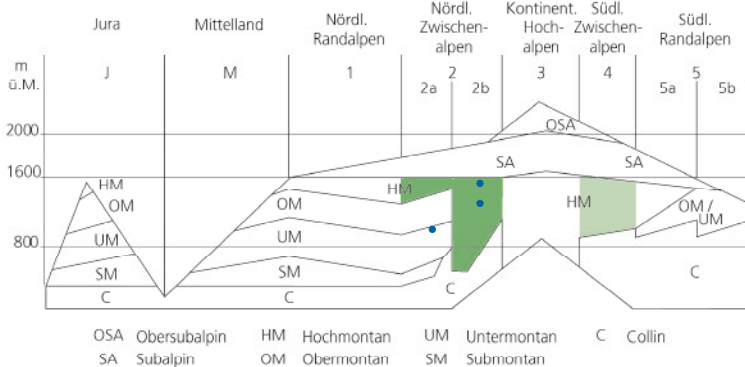 Jura
Mittelland
Nördl.
Randalpen
Nördl.
Zwischen-
alpen
Kontinent.
Hoch-
alpen
Südl.
Zwischen-
alpen
Südl.
Randalpen
m
ü.M.
J
M
1
2
2a
2b
3
4
5
5a
5b
2000
1600
800
OSA
SA
SA
HM
HM
HM
OM
OM
OM /
UM
UM
UM
SM
SM
C
C
C
C
OSA Obersubalpin HM Hochmontan UM Untermontan C Collin
SA Subalpin OM Obermontan SM Submontan